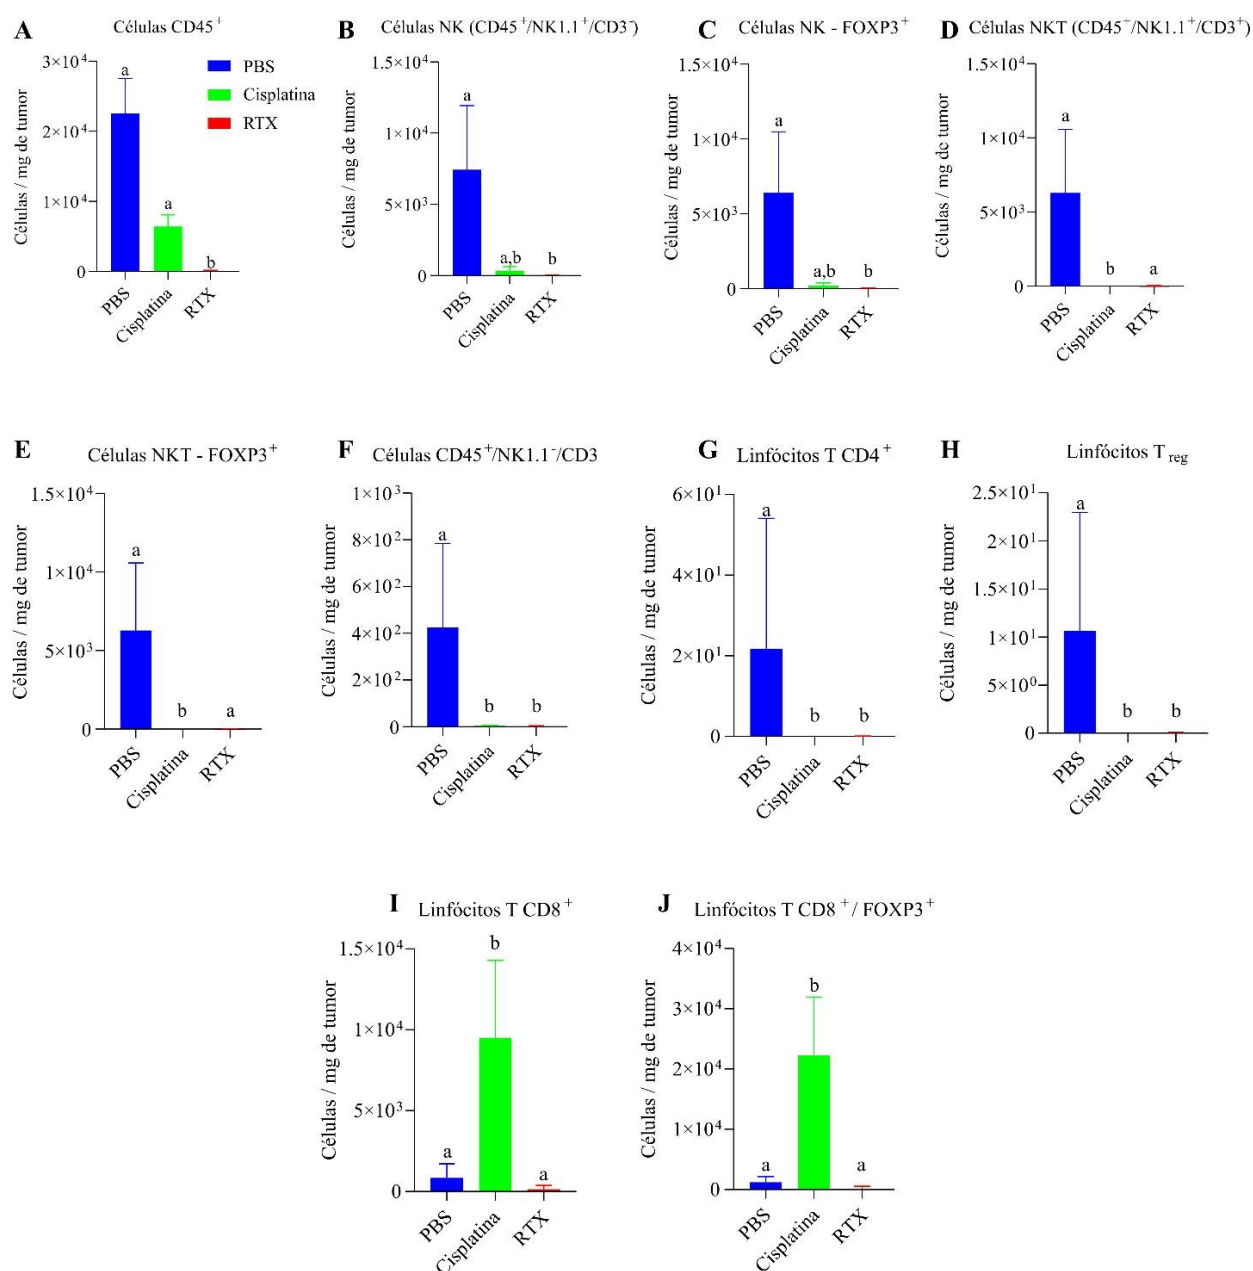 A
Células CD45⁺
Células / mg de tumor
3×10⁴
2×10⁴
1×10⁴
0
a
a
b
PBS
Cisplatina
RTX
PBS
Cisplatina
RTX
B
Células NK (CD45⁺/NK1.1⁺/CD3⁻)
Células / mg de tumor
1.5×10⁴
1×10⁴
5×10³
0
a
a,b
b
PBS
Cisplatina
RTX
C
Células NK - FOXP3⁺
Células / mg de tumor
1.5×10⁴
1×10⁴
5×10³
0
a
a,b
b
PBS
Cisplatina
RTX
D
Células NKT (CD45⁺/NK1.1⁺/CD3⁺)
Células / mg de tumor
1.5×10⁴
1×10⁴
5×10³
0
a
b
a
PBS
Cisplatina
RTX
E
Células NKT - FOXP3⁺
Células / mg de tumor
1.5×10⁴
1×10⁴
5×10³
0
a
b
a
PBS
Cisplatina
RTX
F
Células CD45⁺/NK1.1⁻/CD3
Células / mg de tumor
1×10³
8×10²
6×10²
4×10²
2×10²
0
a
b
b
PBS
Cisplatina
RTX
G
Linfócitos T CD4⁺
Células / mg de tumor
6×10¹
4×10¹
2×10¹
0
a
b
b
PBS
Cisplatina
RTX
H
Linfócitos T reg
Células / mg de tumor
2.5×10¹
2×10¹
1×10¹
1×10¹
5×10⁰
0
a
b
b
PBS
Cisplatina
RTX
I
Linfócitos T CD8⁺
Células / mg de tumor
1.5×10⁴
1×10⁴
5×10³
0
a
b
a
PBS
Cisplatina
RTX
J
Linfócitos T CD8⁺/ FOXP3⁺
Células / mg de tumor
4×10⁴
3×10⁴
2×10⁴
1×10⁴
0
a
b
a
PBS
Cisplatina
RTX